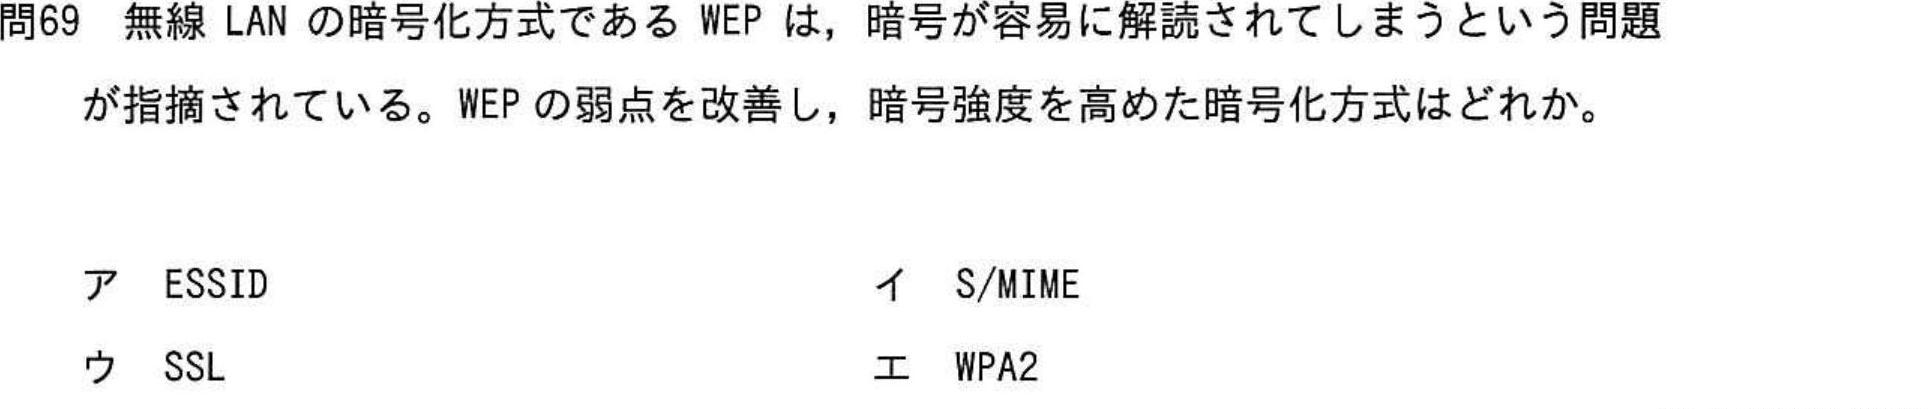 問69 無線 LAN の暗号化方式である WEP は，暗号が容易に解読されてしまうという問題
が指摘されている。WEP の弱点を改善し，暗号強度を高めた暗号化方式はどれか。
ア ESSID イ S/MIME
ウ SSL エ WPA2